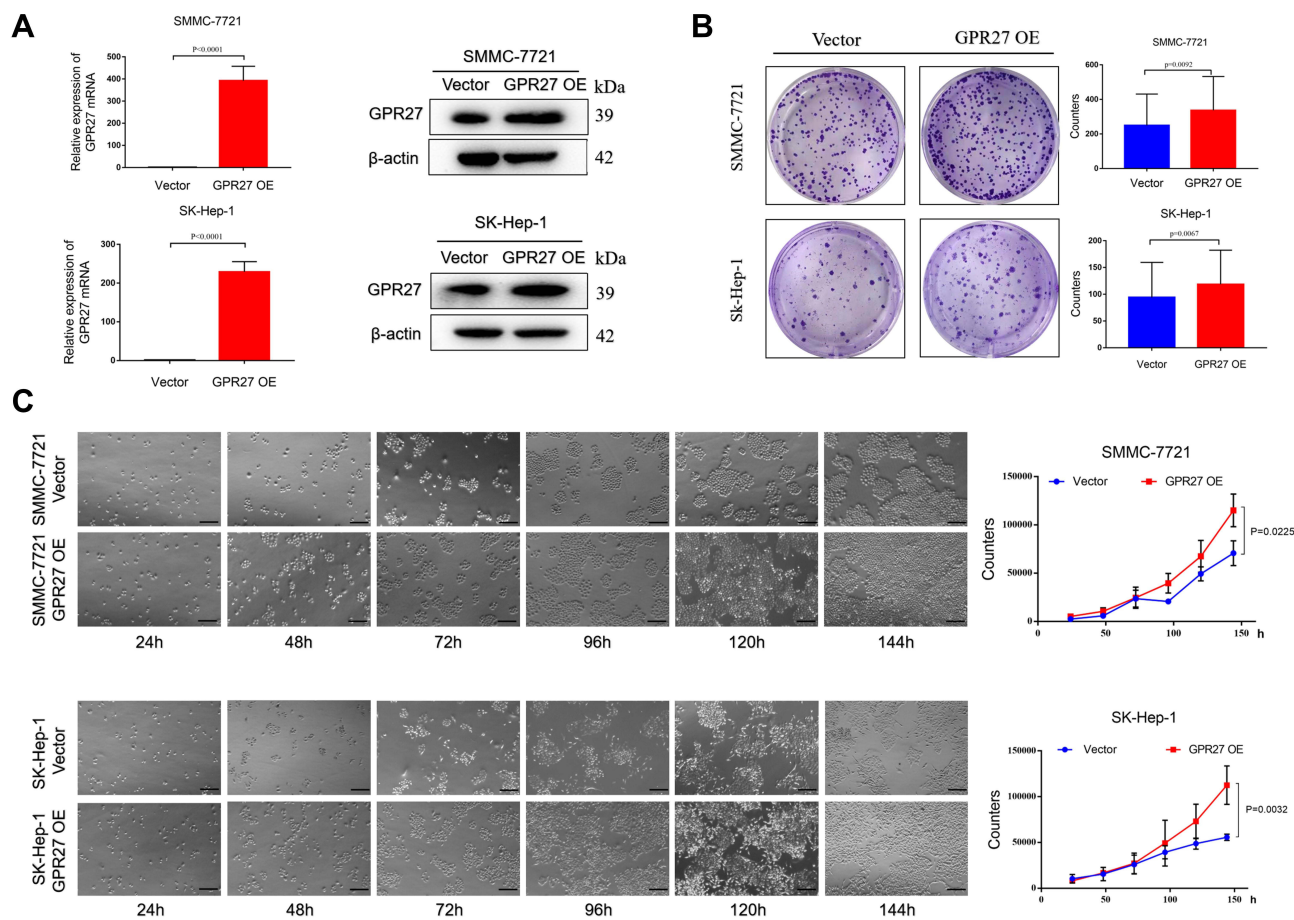 A
SMMC-7721
P<0.0001
Relative expression of
GPR27 mRNA
500
400
300
200
100
0
Vector
GPR27 OE
SMMC-7721
Vector
GPR27 OE
kDa
GPR27
39
β-actin
42
SK-Hep-1
P<0.0001
Relative expression of
GPR27 mRNA
300
200
100
0
Vector
GPR27 OE
SK-Hep-1
Vector
GPR27 OE
kDa
GPR27
39
β-actin
42
B
Vector
GPR27 OE
SMMC-7721
Sk-Hep-1
SMMC-7721
p=0.0092
Counters
600
400
200
0
Vector
GPR27 OE
SK-Hep-1
p=0.0067
Counters
200
150
100
50
0
Vector
GPR27 OE
C
SMMC-7721
Vector
SMMC-7721
GPR27 OE
24h
48h
72h
96h
120h
144h
SMMC-7721
Vector
GPR27 OE
Counters
150000
100000
50000
0
0
50
100
150
h
P=0.0225
SK-Hep-1
Vector
SK-Hep-1
GPR27 OE
24h
48h
72h
96h
120h
144h
SK-Hep-1
Vector
GPR27 OE
Counters
150000
100000
50000
0
0
50
100
150
h
P=0.0032